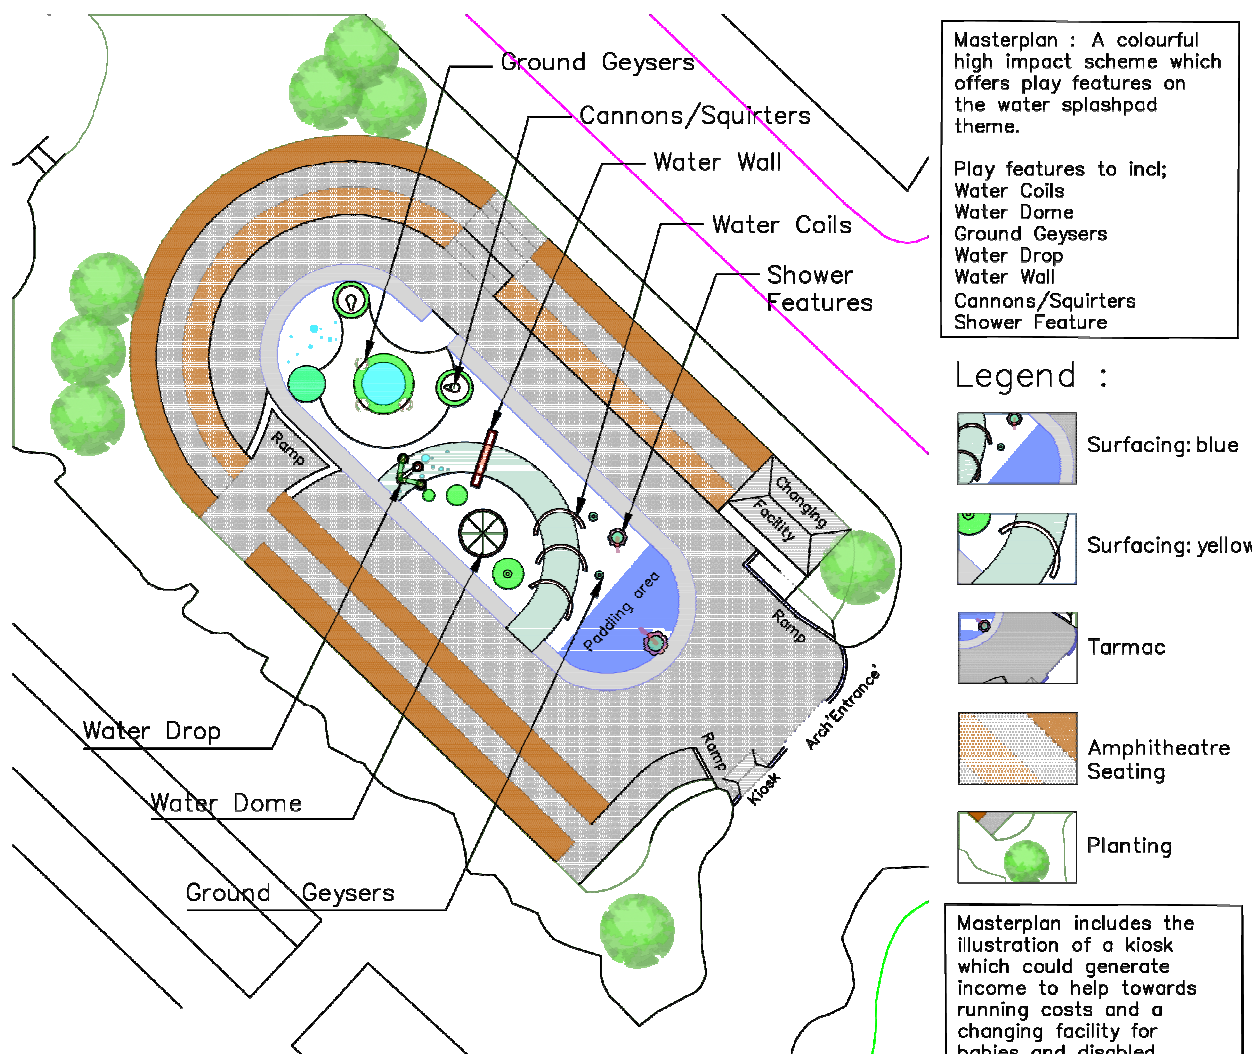 Ground Geysers
Cannons/Squirters
Water Wall
Water Coils
Shower
Features
Ramp
Changing
Facility
Paddling area
Ramp
Arch'Entrance'
Ramp
Kiosk
Water Drop
Water Dome
Ground Geysers
Masterplan : A colourful
high impact scheme which
offers play features on
the water splashpad
theme.
Play features to incl;
Water Coils
Water Dome
Ground Geysers
Water Drop
Water Wall
Cannons/Squirters
Shower Feature
Legend :
Surfacing: blue
Surfacing: yellow
Tarmac
Amphitheatre
Seating
Planting
Masterplan includes the
illustration of a kiosk
which could generate
income to help towards
running costs and a
changing facility for
babies and disabled